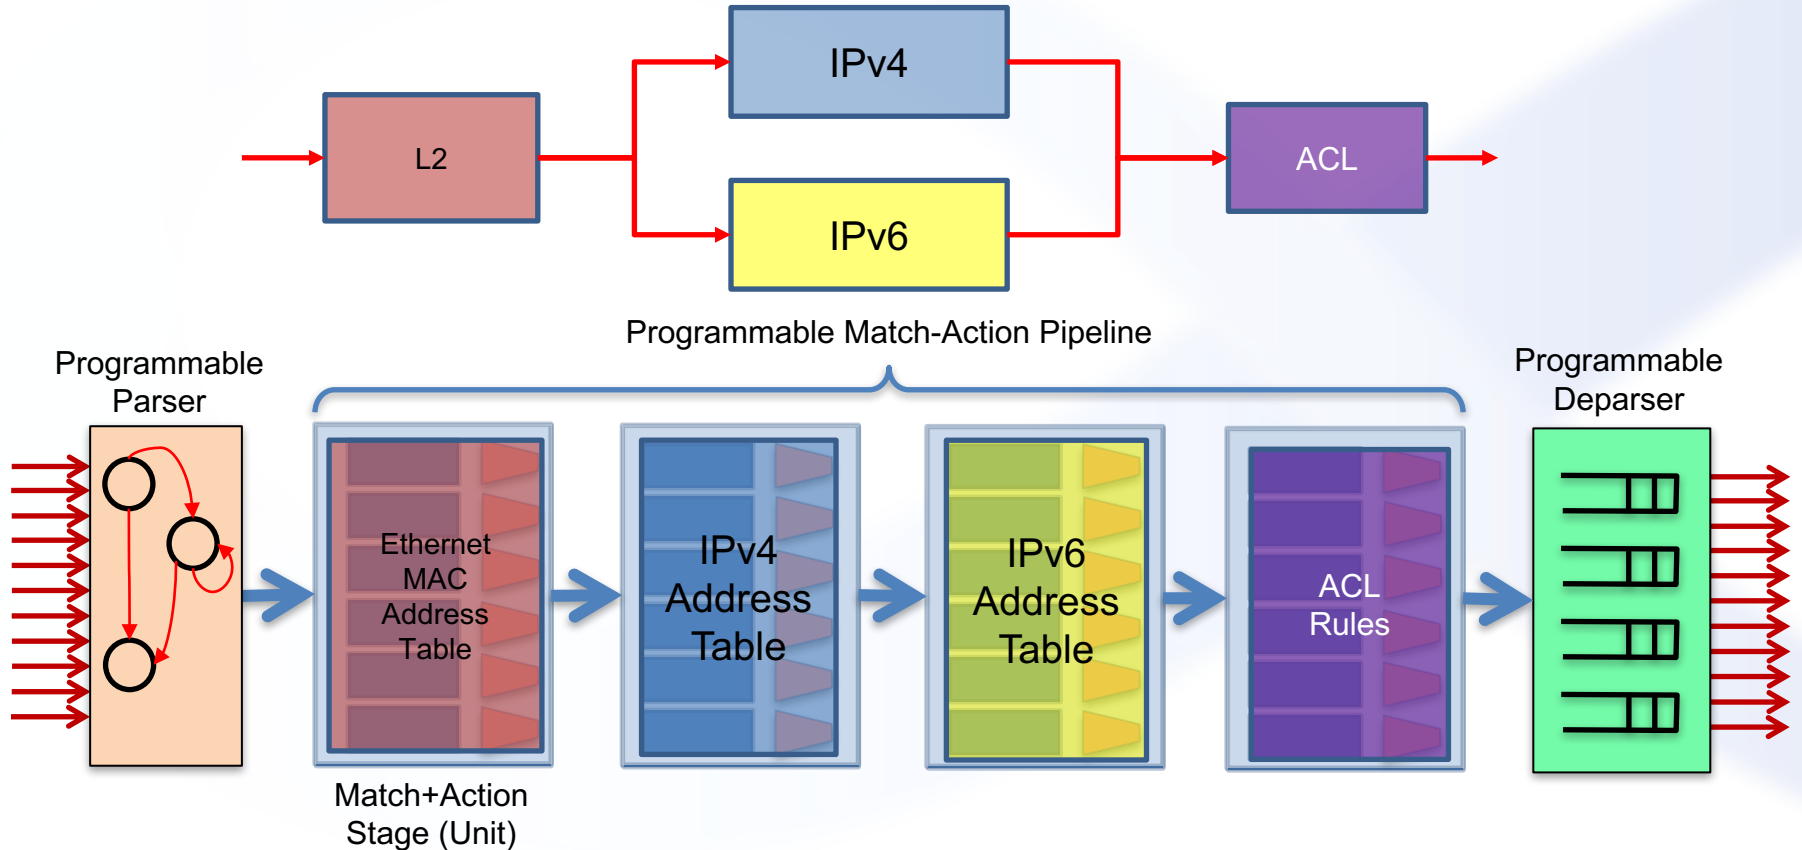 IPv4
L2
ACL
IPv6
Programmable Match-Action Pipeline
Programmable
Parser
Programmable
Deparser
Ethernet
MAC
Address
Table
IPv4
Address
Table
IPv6
Address
Table
ACL
Rules
Match+Action
Stage (Unit)